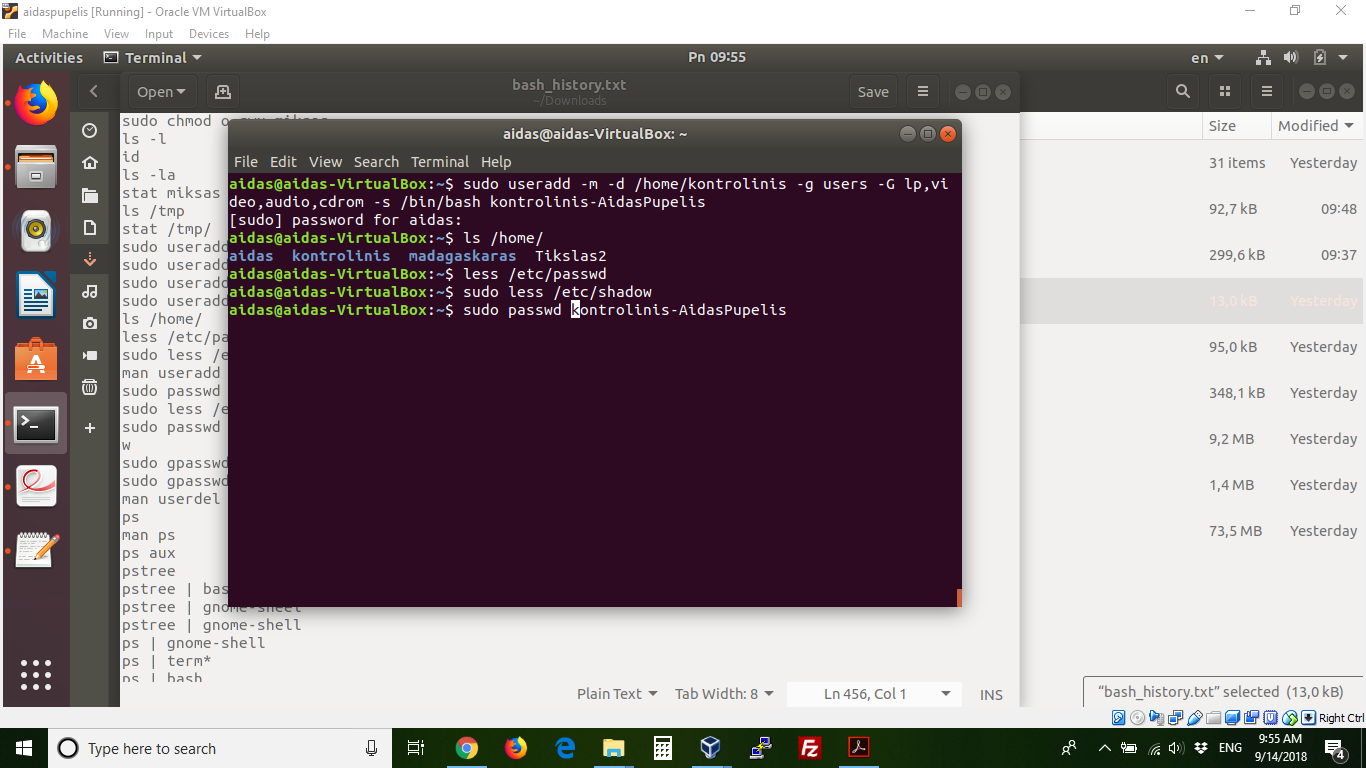 aidaspupelis [Running] - Oracle VM VirtualBox
File Machine View Input Devices Help
Activities Terminal Pn 09:55 en
Open bash_history.txt Save
~/Downloads
sudo chmod
ls -l
id
ls -la
stat miksas
ls /tmp
stat /tmp/
sudo useradd
sudo useradd
sudo useradd
sudo useradd
ls /home/
less /etc/pa
sudo less /e
man useradd
sudo passwd
sudo less /e
sudo passwd
w
sudo gpasswd
sudo gpasswd
man userdel
ps
man ps
ps aux
pstree
pstree | bas
pstree | gnome-sheel
pstree | gnome-shell
ps | gnome-shell
ps | term*
ps | bash
Plain Text Tab Width: 8 Ln 456, Col 1 INS
aidas@aidas-VirtualBox: ~
File Edit View Search Terminal Help
aidas@aidas-VirtualBox:~$ sudo useradd -m -d /home/kontrolinis -g users -G lp,vi
deo,audio,cdrom -s /bin/bash kontrolinis-AidasPupelis
[sudo] password for aidas:
aidas@aidas-VirtualBox:~$ ls /home/
aidas kontrolinis madagaskaras Tikslas2
aidas@aidas-VirtualBox:~$ less /etc/passwd
aidas@aidas-VirtualBox:~$ sudo less /etc/shadow
aidas@aidas-VirtualBox:~$ sudo passwd kontrolinis-AidasPupelis
Size Modified
31 items Yesterday
92,7 kB 09:48
299,6 kB 09:37
13,0 kB Yesterday
95,0 kB Yesterday
348,1 kB Yesterday
9,2 MB Yesterday
1,4 MB Yesterday
73,5 MB Yesterday
“bash_history.txt” selected (13,0 kB)
Right Ctrl
Type here to search
ENG
9:55 AM
9/14/2018
4